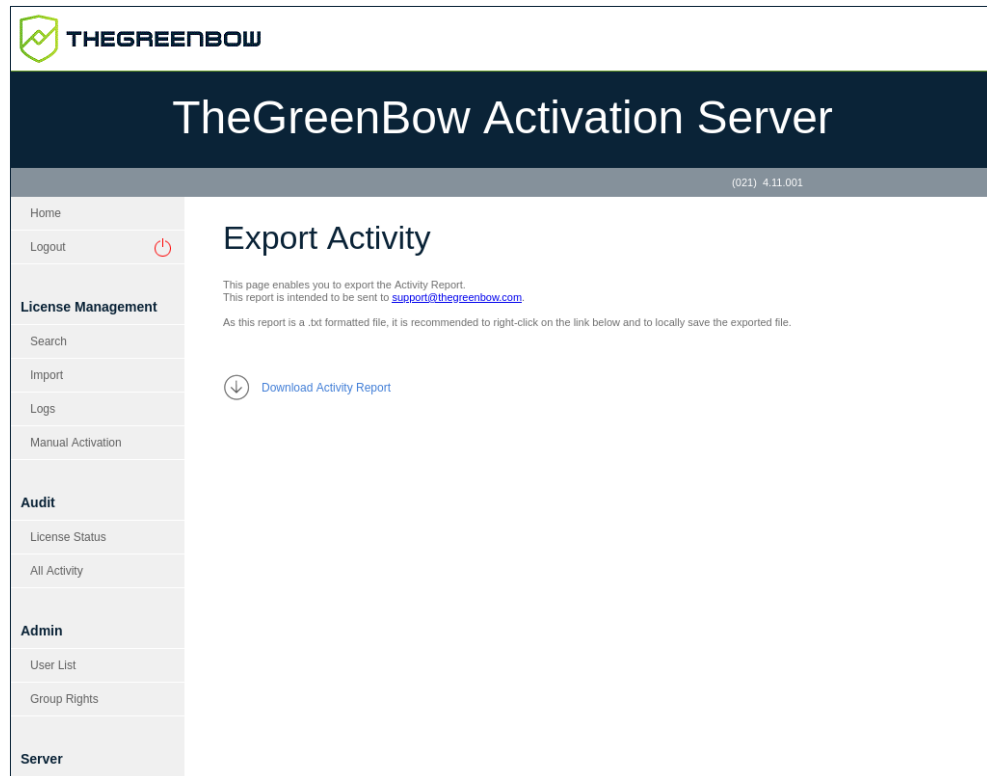 THEGREENBOW
TheGreenBow Activation Server
(021) 4.11.001
Home
Logout
License Management
Search
Import
Logs
Manual Activation
Audit
License Status
All Activity
Admin
User List
Group Rights
Server
Export Activity
This page enables you to export the Activity Report.
This report is intended to be sent to support@thegreenbow.com.
As this report is a .txt formatted file, it is recommended to right-click on the link below and to locally save the exported file.
Download Activity Report